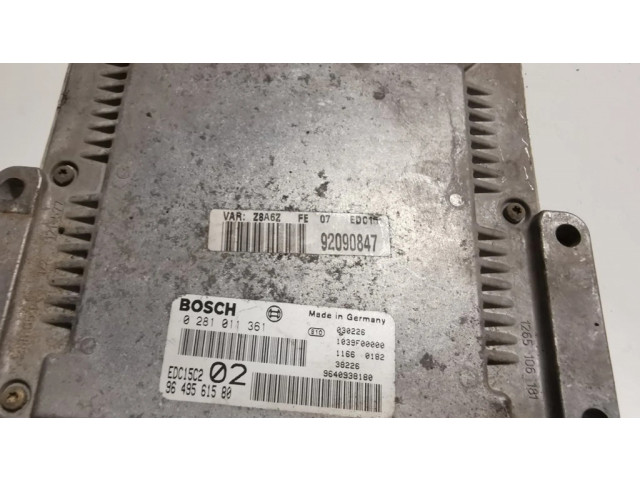 VAR: Z8A6Z FE 07 EDC15
92090847
BOSCH
Made in Germany
0 281 011 361
S10 030226
1039F00000
1166 0182
38226
9640938180
EDC15C2 02
96 495 615 80
1265 106 181